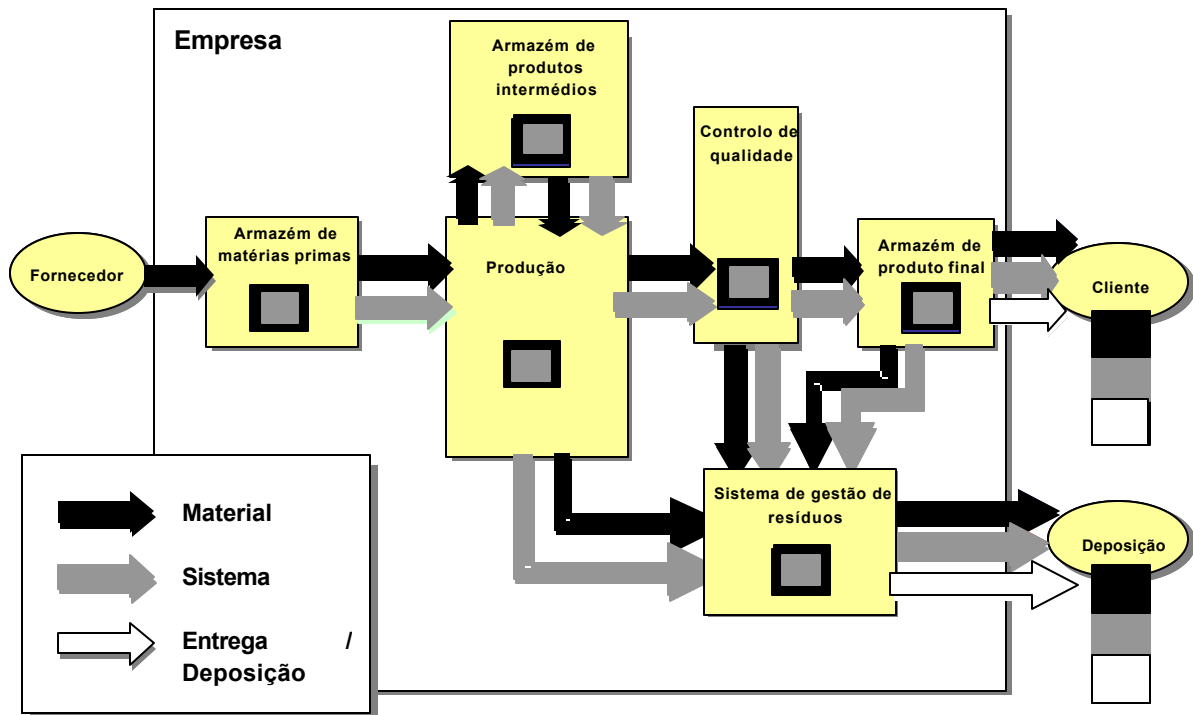 Empresa
Armazém de
produtos
intermédios
Controlo de
qualidade
Armazém de
matérias primas
Produção
Armazém de
produto final
Fornecedor
Cliente
Sistema de gestão de
resíduos
Deposição
Material
Sistema
Entrega /
Deposição